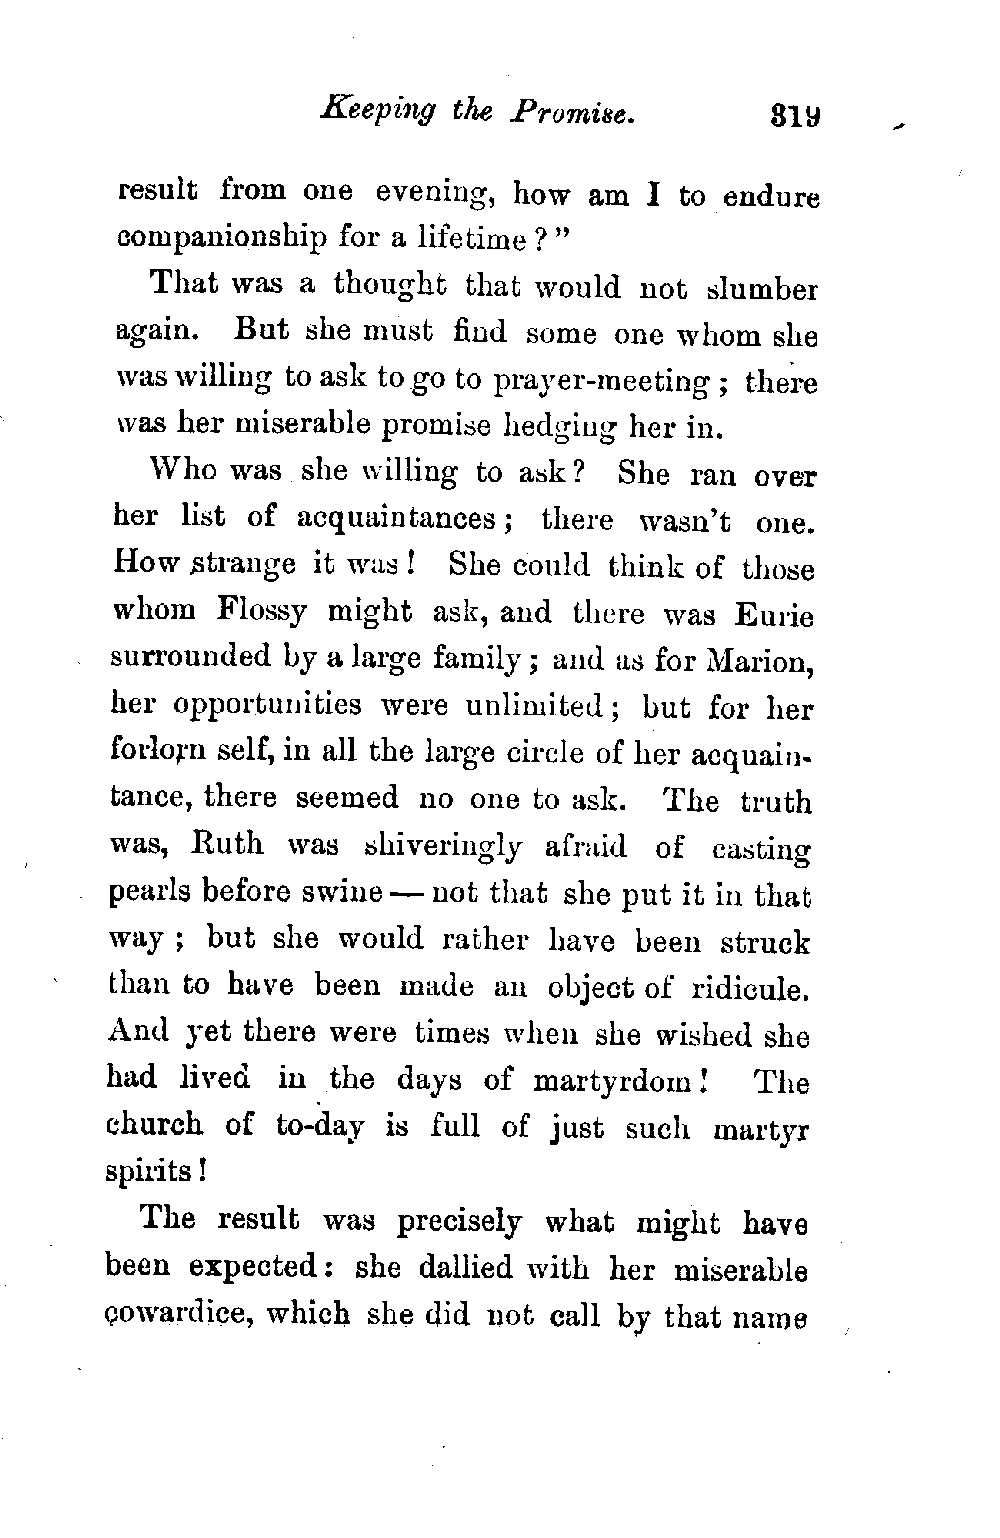 Keeping the Promise. 319
result from one evening, how am I to endure
companionship for a lifetime?"
That was a thought that would not slumber
again. But she must find some one whom she
was willing to ask to go to prayer-meeting; there
was her miserable promise hedging her in.
Who was she willing to ask? She ran over
her list of acquaintances; there wasn't one.
How strange it was! She could think of those
whom Flossy might ask, and there was Eurie
surrounded by a large family; and as for Marion,
her opportunities were unlimited; but for her
forlorn self, in all the large circle of her acquain-
tance, there seemed no one to ask. The truth
was, Ruth was shiveringly afraid of casting
pearls before swine — not that she put it in that
way; but she would rather have been struck
than to have been made an object of ridicule.
And yet there were times when she wished she
had lived in the days of martyrdom! The
church of to-day is full of just such martyr
spirits!
The result was precisely what might have
been expected: she dallied with her miserable
cowardice, which she did not call by that name